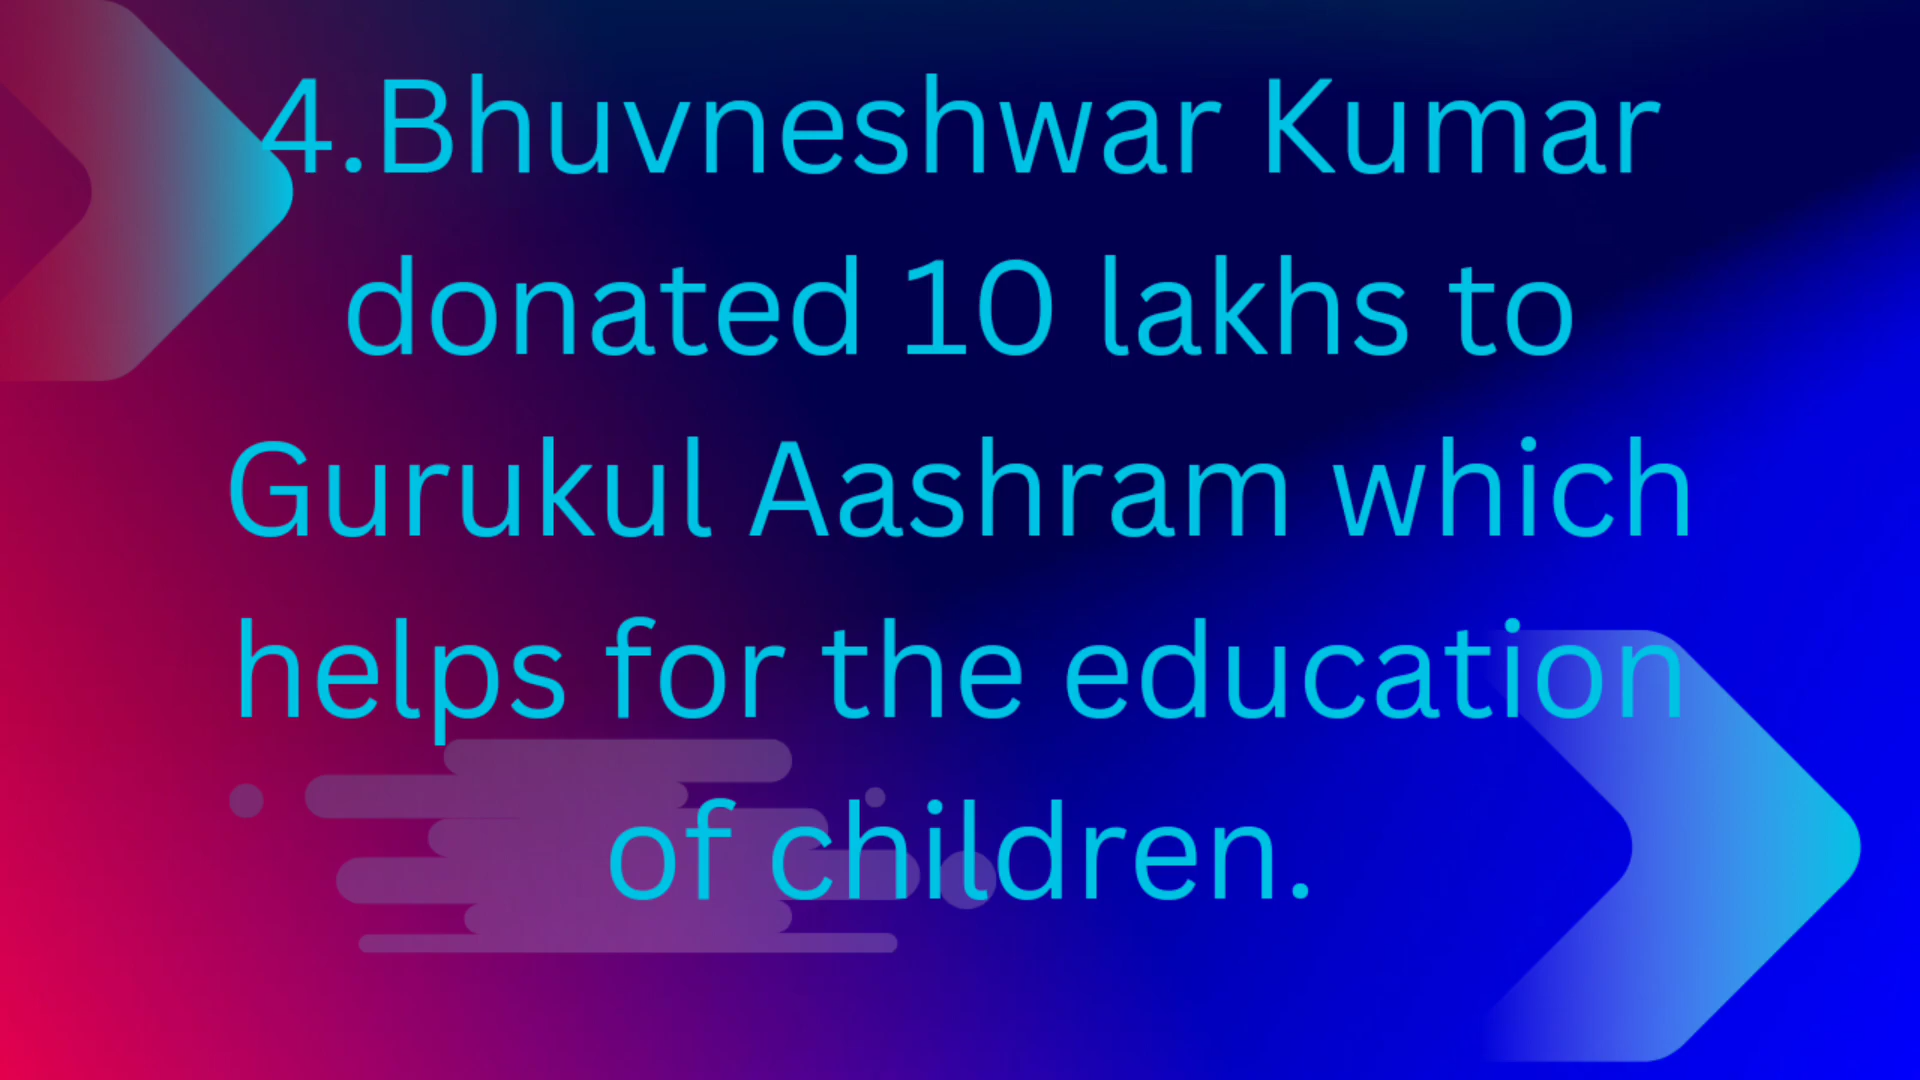 4.Bhuvneshwar Kumar
donated 10 lakhs to
Gurukul Aashram which
helps for the education
of children.